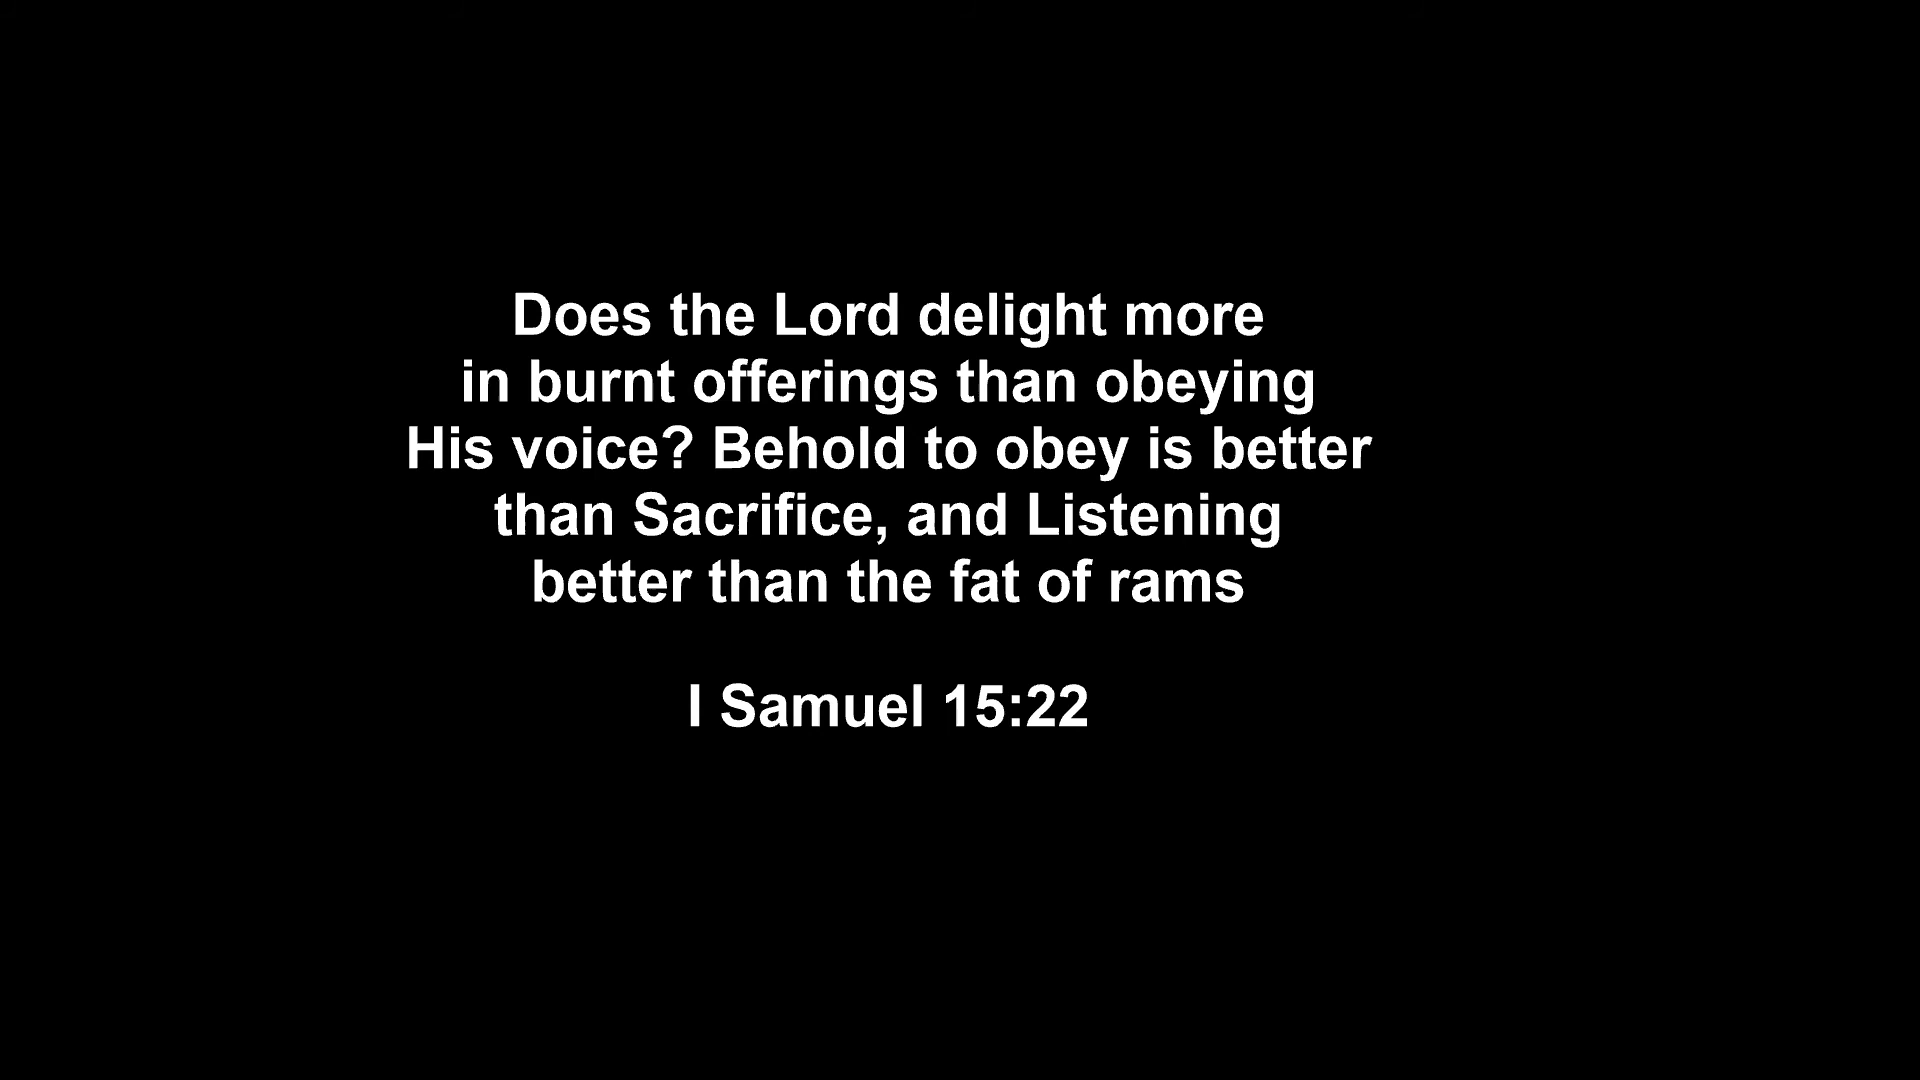 Does the Lord delight more
in burnt offerings than obeying
His voice? Behold to obey is better
than Sacrifice, and Listening
better than the fat of rams
I Samuel 15:22